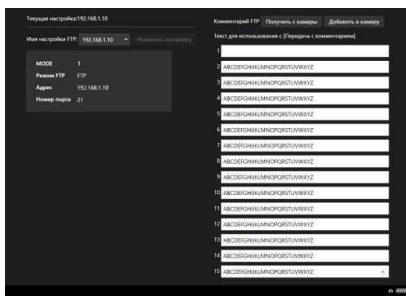 Текущая настройка:192.168.1.10
Имя настройки FTP: 192.168.1.10 Изменить настройку
MODE 1
Режим FTP FTP
Адрес 192.168.1.10
Номер порта 21
Комментарий FTP Получить с камеры Добавить в камеру
Текст для использования с [Передача с комментарием]
1
2 ABCDEFGHIJKLMNOPQRSTUVWXYZ
3 ABCDEFGHIJKLMNOPQRSTUVWXYZ
4 ABCDEFGHIJKLMNOPQRSTUVWXYZ
5 ABCDEFGHIJKLMNOPQRSTUVWXYZ
6 ABCDEFGHIJKLMNOPQRSTUVWXYZ
7 ABCDEFGHIJKLMNOPQRSTUVWXYZ
8 ABCDEFGHIJKLMNOPQRSTUVWXYZ
9 ABCDEFGHIJKLMNOPQRSTUVWXYZ
10 ABCDEFGHIJKLMNOPQRSTUVWXYZ
11 ABCDEFGHIJKLMNOPQRSTUVWXYZ
12 ABCDEFGHIJKLMNOPQRSTUVWXYZ
13 ABCDEFGHIJKLMNOPQRSTUVWXYZ
14 ABCDEFGHIJKLMNOPQRSTUVWXYZ
15 ABCDEFGHIJKLMNOPQRSTUVWXYZ